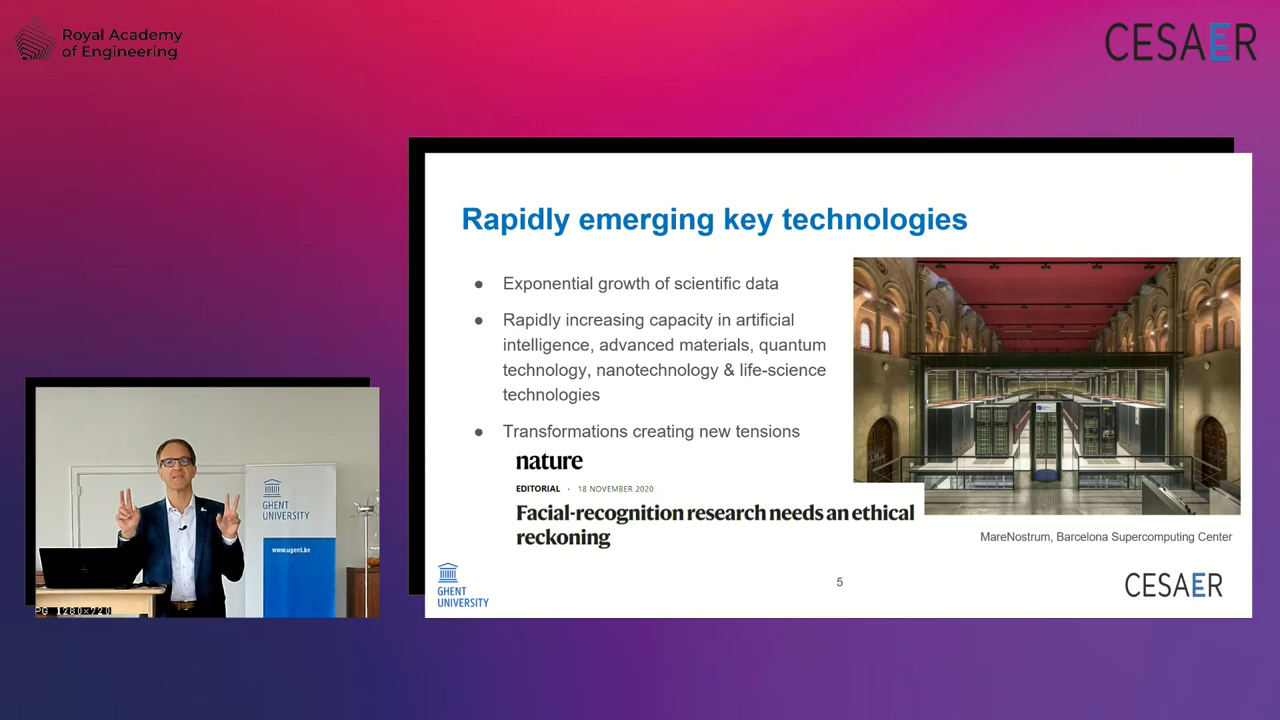 Royal Academy
of Engineering
CESAER
Rapidly emerging key technologies
● Exponential growth of scientific data
● Rapidly increasing capacity in artificial
intelligence, advanced materials, quantum
technology, nanotechnology & life-science
technologies
● Transformations creating new tensions
nature
EDITORIAL · 18 NOVEMBER 2020
Facial-recognition research needs an ethical
reckoning
MareNostrum, Barcelona Supercomputing Center
GHENT
UNIVERSITY
5
CESAER
GHENT
UNIVERSITY
www.ugent.be
PG 1280×720